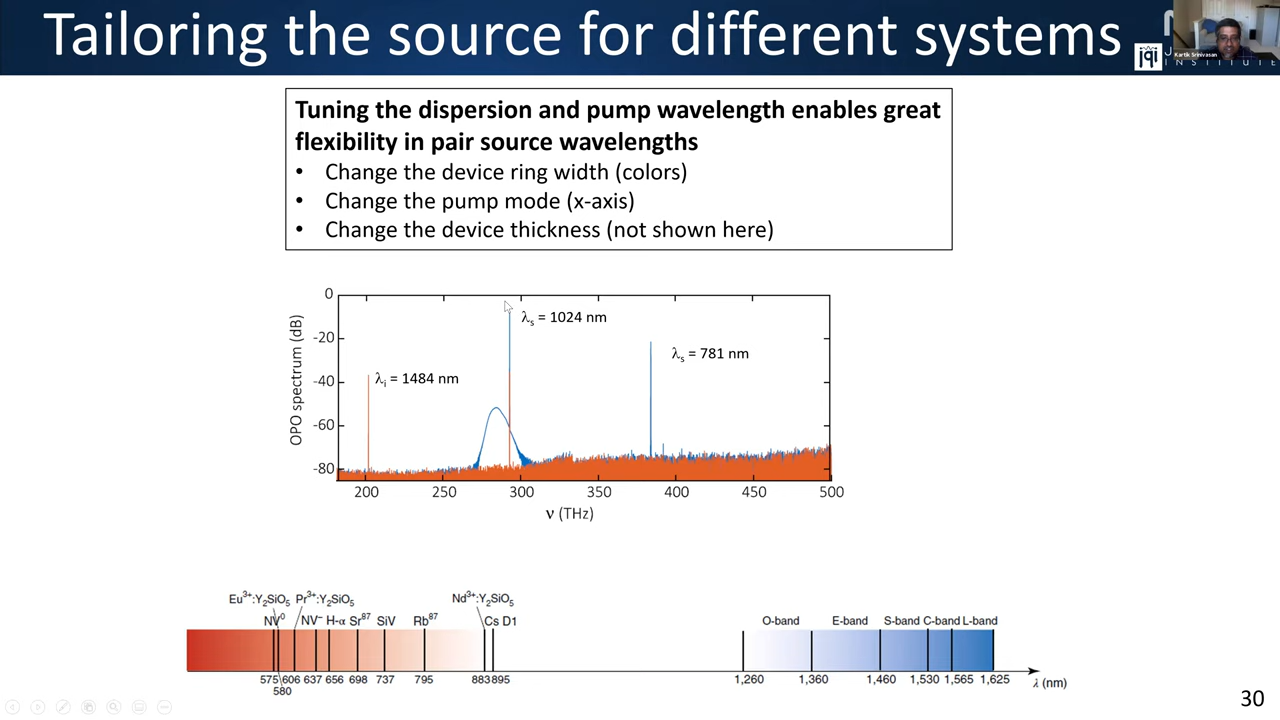 Tailoring the source for different systems
jqi
Kartik Srinivasan
INSTITUTE
Tuning the dispersion and pump wavelength enables great
flexibility in pair source wavelengths
• Change the device ring width (colors)
• Change the pump mode (x-axis)
• Change the device thickness (not shown here)
OPO spectrum (dB)
0
-20
-40
-60
-80
λs = 1024 nm
λs = 781 nm
λi = 1484 nm
200 250 300 350 400 450 500
ν (THz)
Eu3+:Y2SiO5 Pr3+:Y2SiO5 Nd3+:Y2SiO5
NV0 NV− H-α Sr87 SiV Rb87 Cs D1
O-band E-band S-band C-band L-band
575 606 637 656 698 737 795 883 895 1,260 1,360 1,460 1,530 1,565 1,625 λ (nm)
580
30